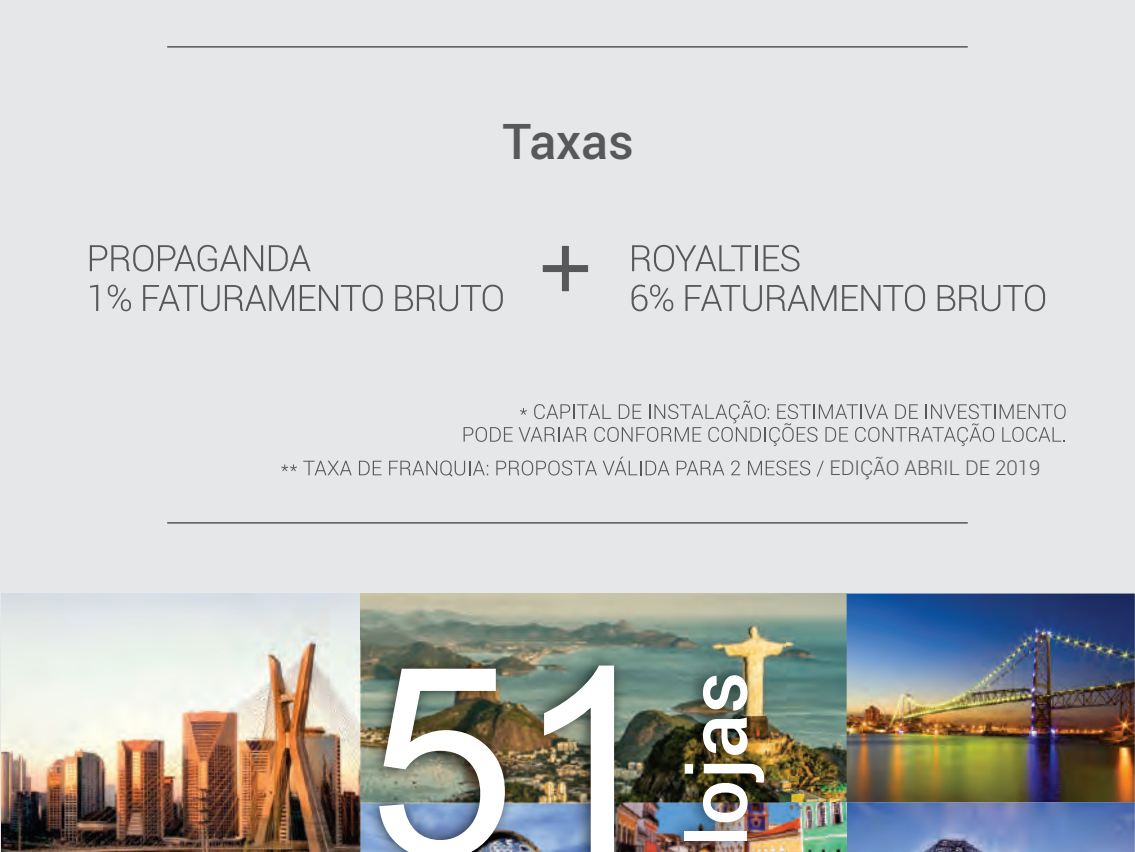 Taxas
PROPAGANDA
1% FATURAMENTO BRUTO
+
ROYALTIES
6% FATURAMENTO BRUTO
* CAPITAL DE INSTALAÇÃO: ESTIMATIVA DE INVESTIMENTO
PODE VARIAR CONFORME CONDIÇÕES DE CONTRATAÇÃO LOCAL.
** TAXA DE FRANQUIA: PROPOSTA VÁLIDA PARA 2 MESES / EDIÇÃO ABRIL DE 2019
51
lojas